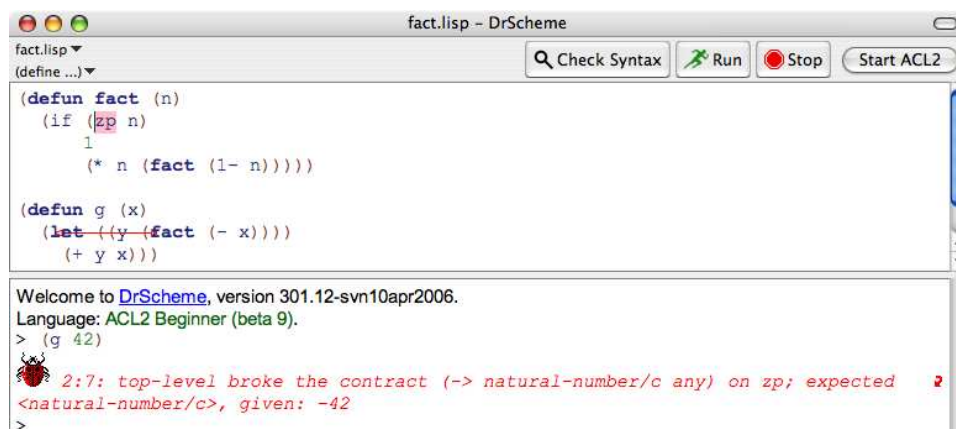 fact.lisp - DrScheme
fact.lisp ▼
(define ...) ▼
Check Syntax Run Stop Start ACL2
(defun fact (n)
(if (zp n)
1
(* n (fact (1- n)))))
(defun g (x)
(let ((y (fact (- x))))
(+ y x)))
Welcome to DrScheme, version 301.12-svn10apr2006.
Language: ACL2 Beginner (beta 9).
> (g 42)
2:7: top-level broke the contract (-> natural-number/c any) on zp; expected
<natural-number/c>, given: -42
>